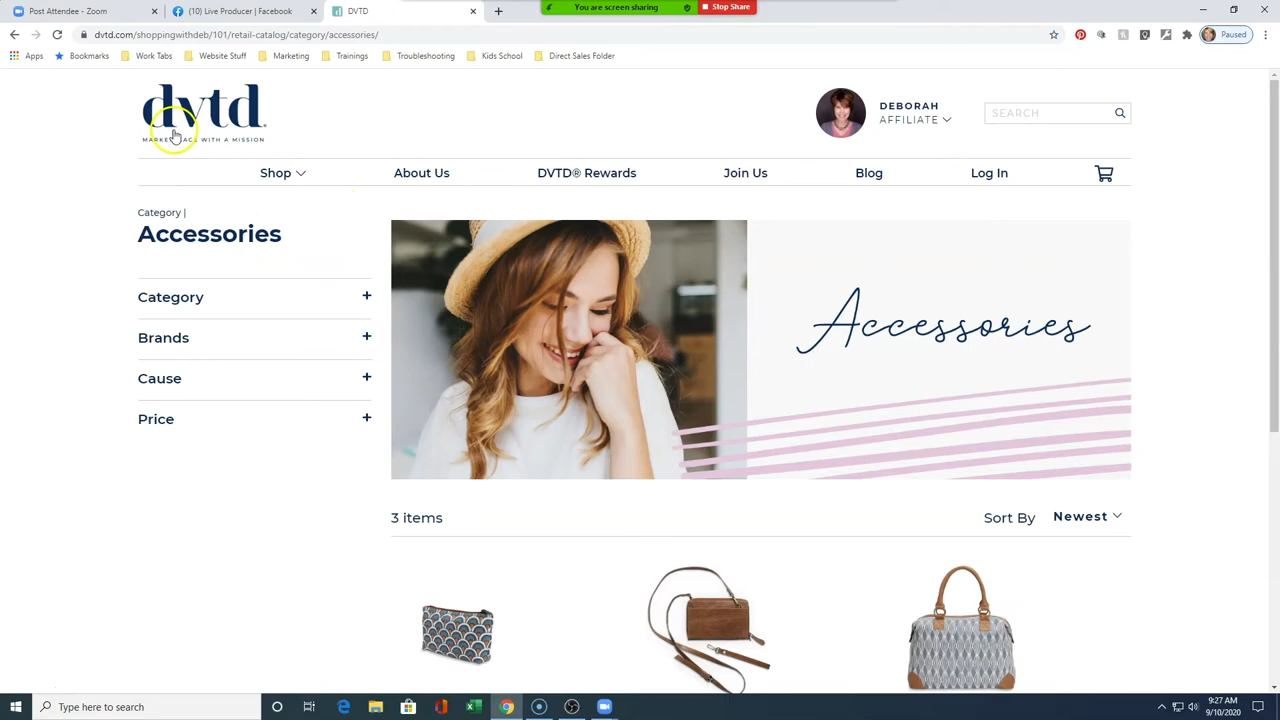 Post Attendee - Zoom
(10) Live Producer | Facebook
DVTD
You are screen sharing
Stop Share
dvtd.com/shoppingwithdeb/101/retail-catalog/category/accessories/
Paused
Apps
Bookmarks
Work Tabs
Website Stuff
Marketing
Trainings
Troubleshooting
Kids School
Direct Sales Folder
dvtd
MARKETPLACE WITH A MISSION
DEBORAH
AFFILIATE
SEARCH
Shop
About Us
DVTD® Rewards
Join Us
Blog
Log In
Category |
Accessories
Category +
Brands +
Cause +
Price +
Accessories
3 items
Sort By Newest
Type here to search
9:27 AM
9/10/2020